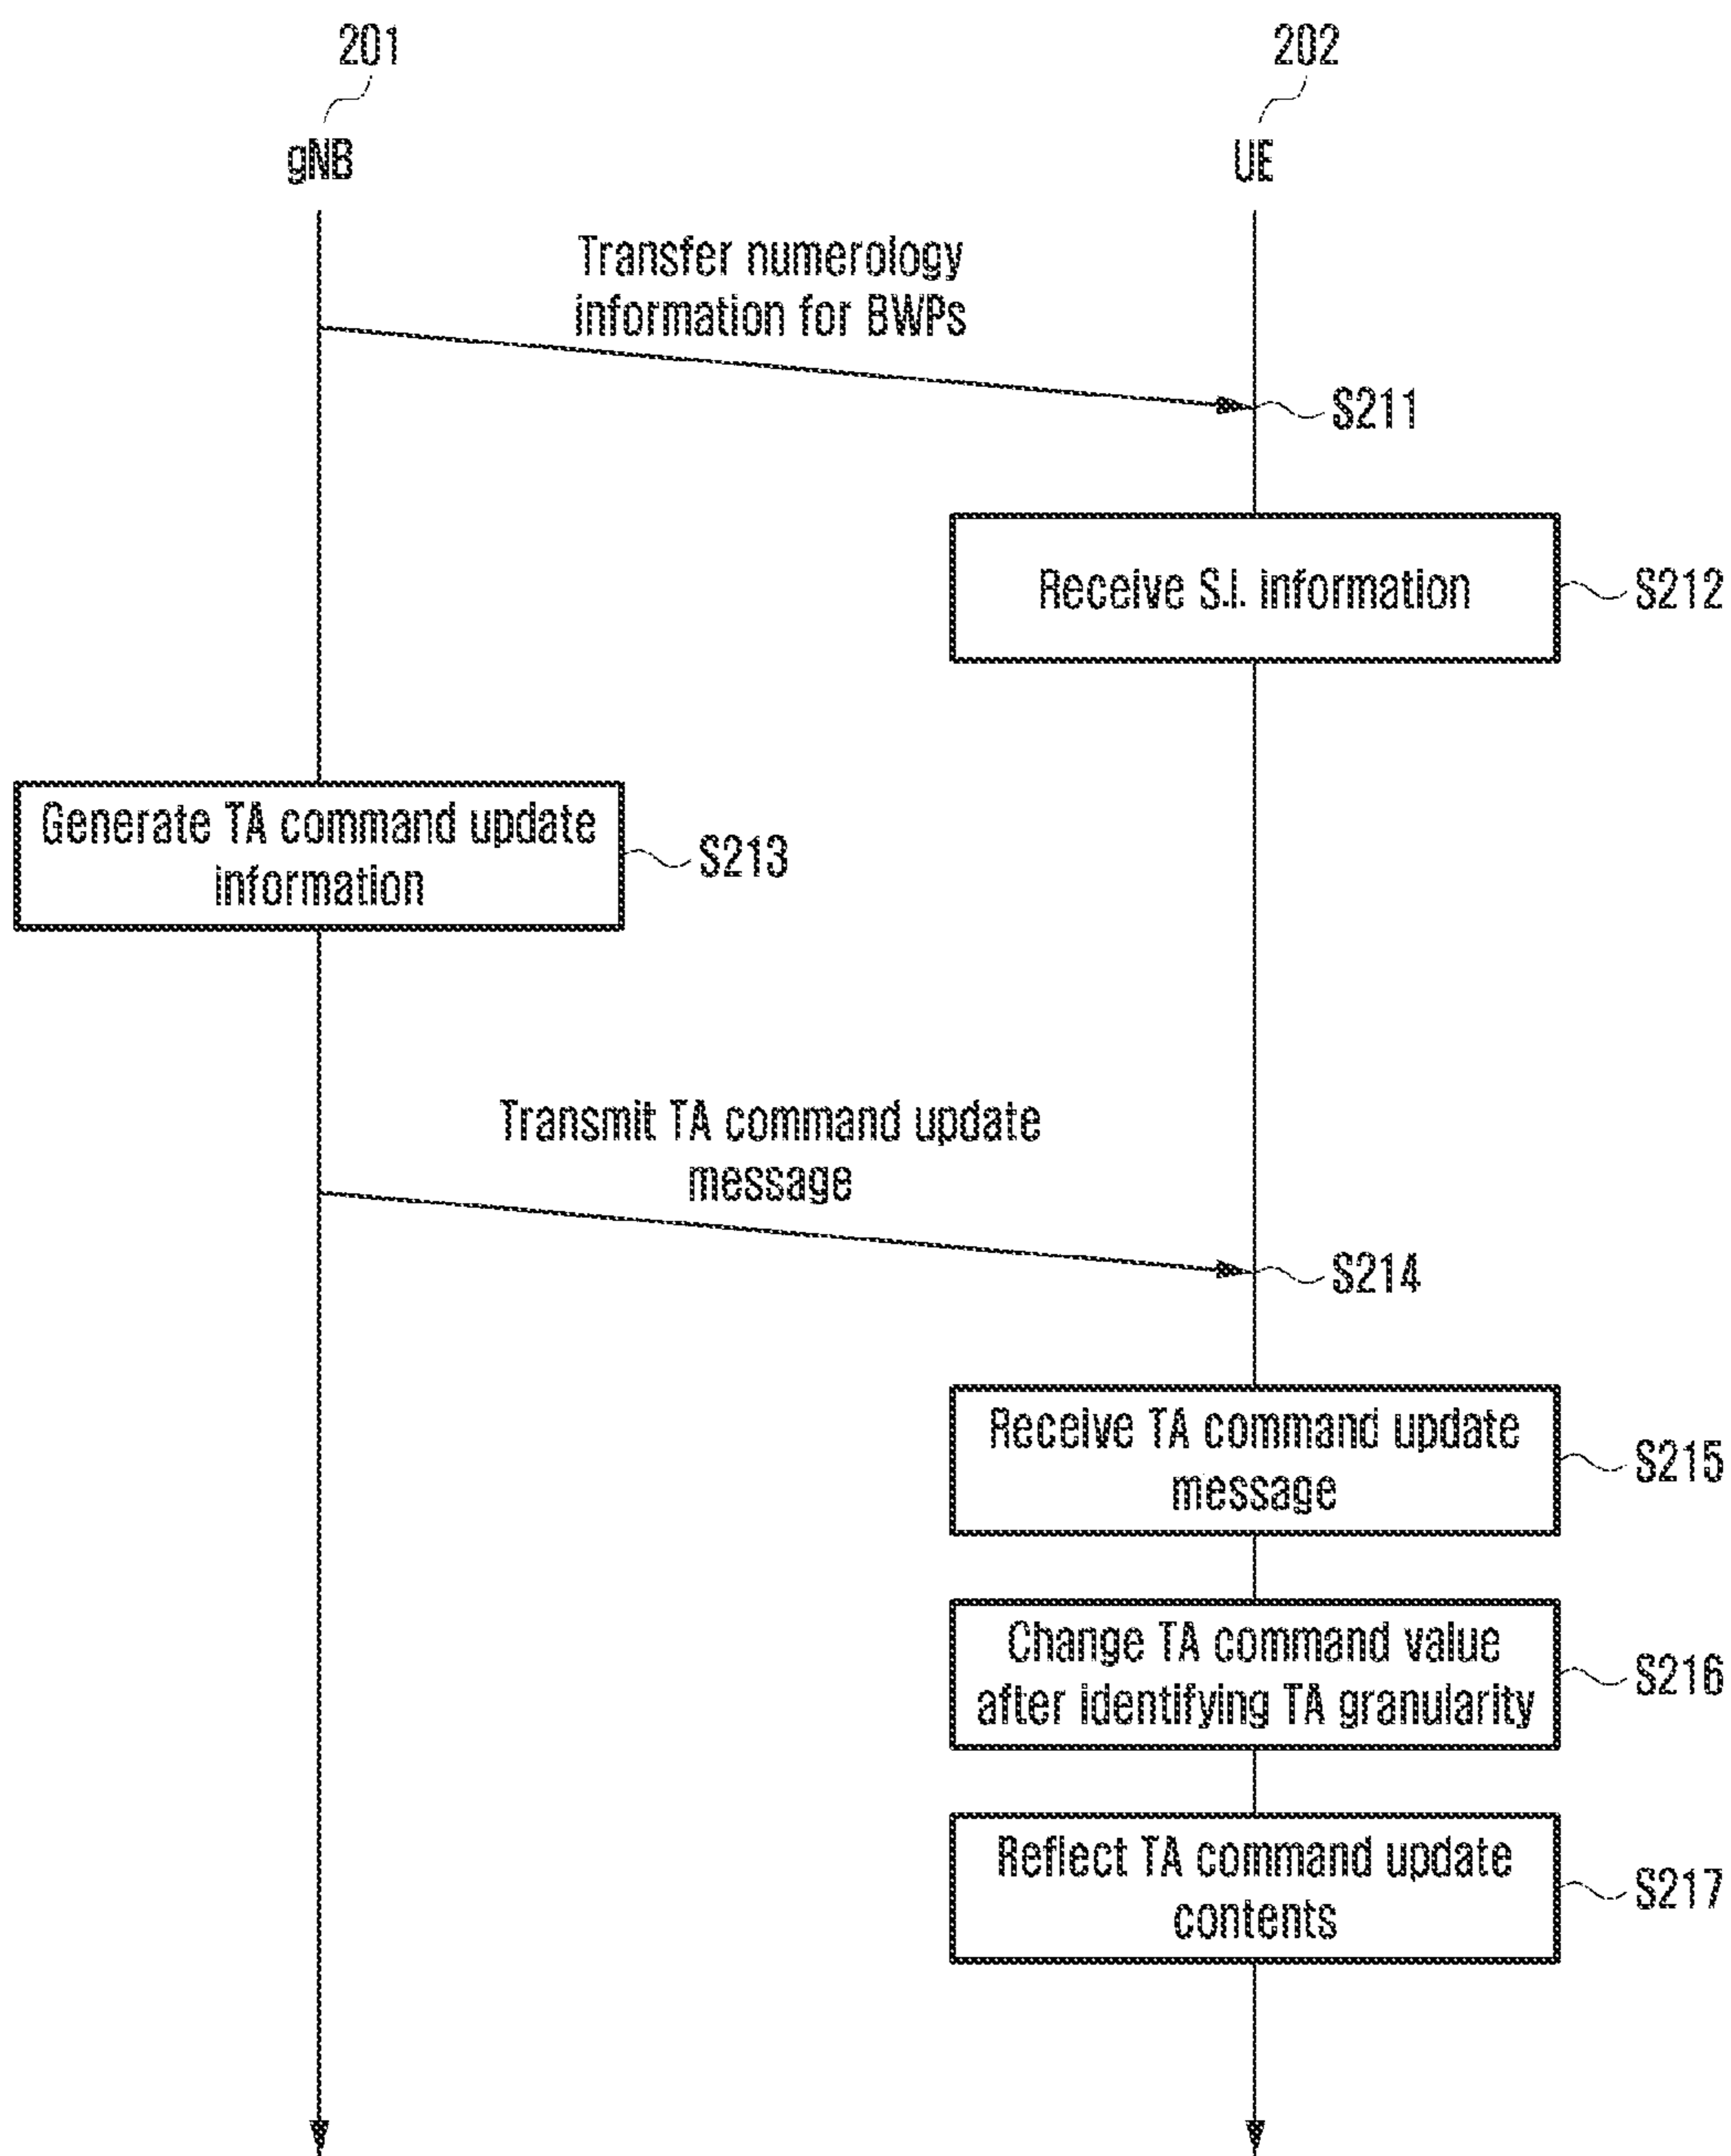 201
202
gNB
UE
Transfer numerology
information for BWPs
S211
Receive S.I. information
S212
Generate TA command update
information
S213
Transmit TA command update
message
S214
Receive TA command update
message
S215
Change TA command value
after identifying TA granularity
S216
Reflect TA command update
contents
S217